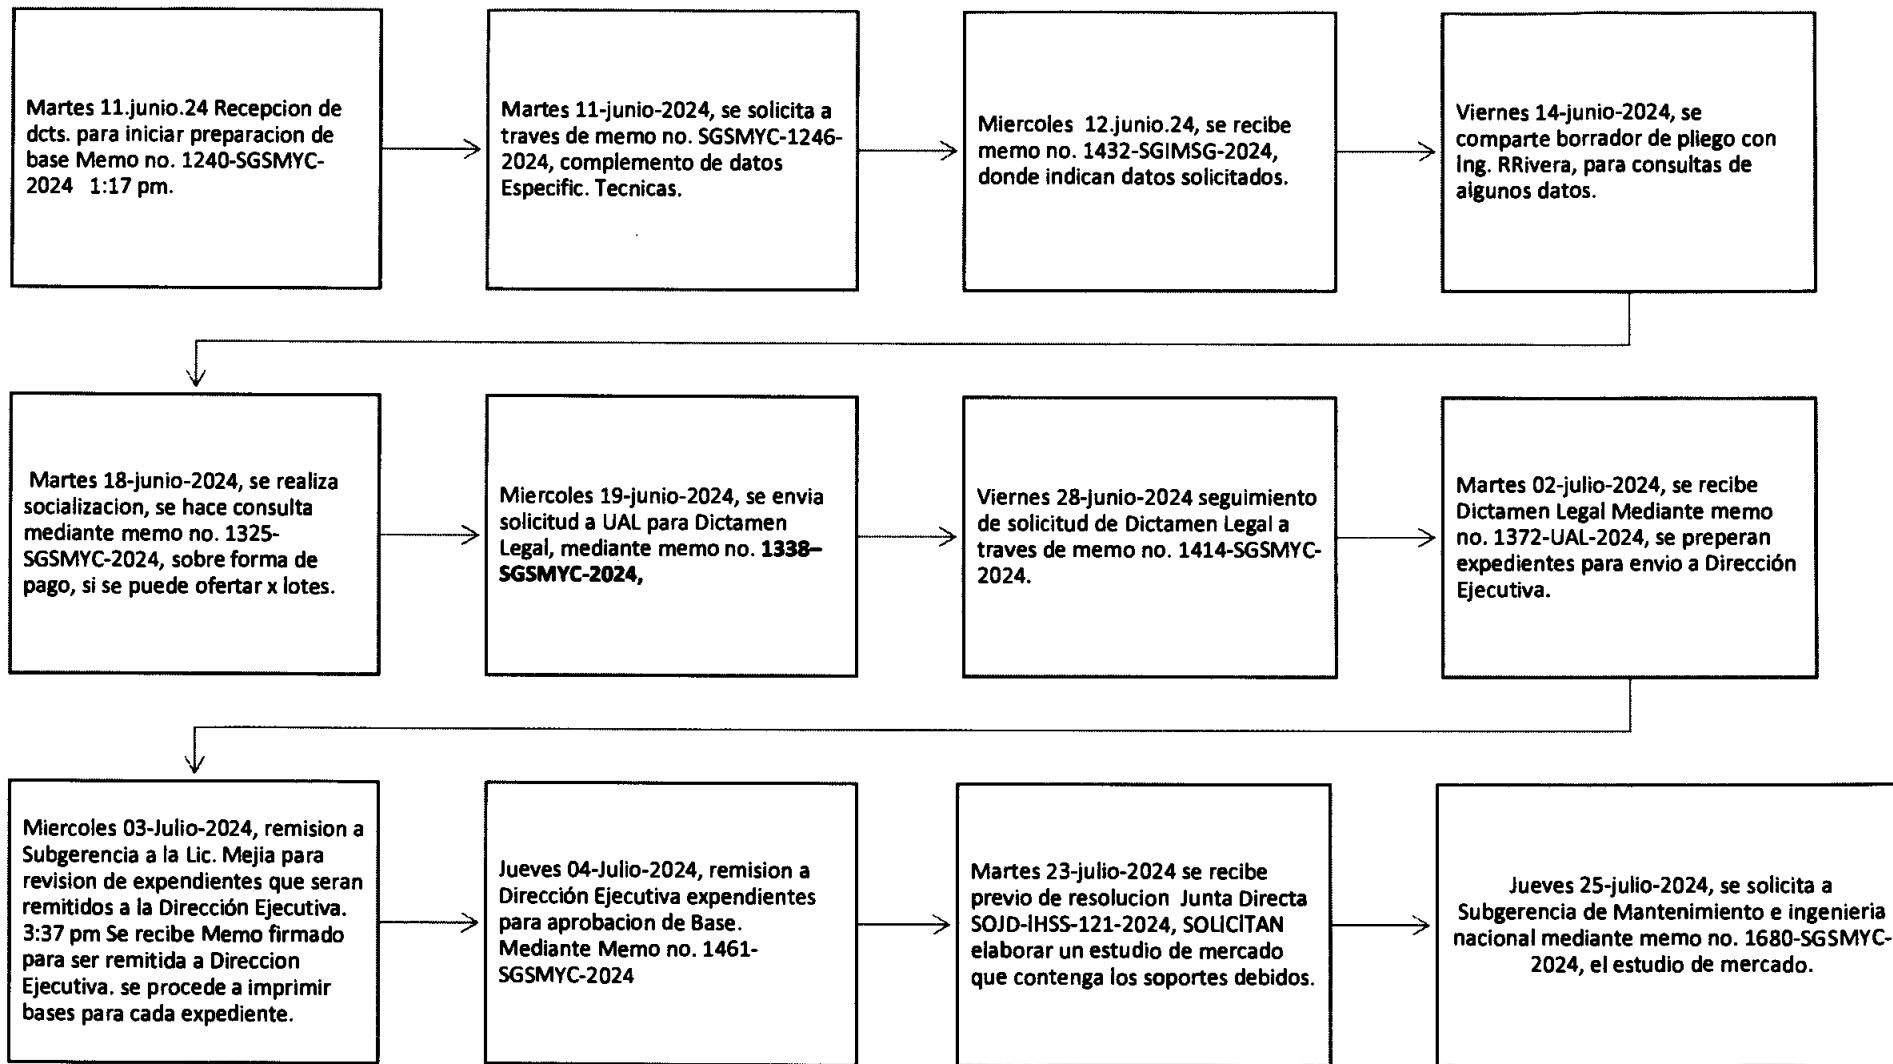 Martes 11.junio.24 Recepcion de
dcts. para iniciar preparacion de
base Memo no. 1240-SGSMYC-
2024   1:17 pm.
Martes 11-junio-2024, se solicita a
traves de memo no. SGSMYC-1246-
2024, complemento de datos
Especific. Tecnicas.
Miercoles  12.junio.24, se recibe
memo no. 1432-SGIMSG-2024,
donde indican datos solicitados.
Viernes 14-junio-2024, se
comparte borrador de pliego con
Ing. RRivera, para consultas de
algunos datos.
Martes 18-junio-2024, se realiza
socializacion, se hace consulta
mediante memo no. 1325-
SGSMYC-2024, sobre forma de
pago, si se puede ofertar x lotes.
Miercoles 19-junio-2024, se envia
solicitud a UAL para Dictamen
Legal, mediante memo no. 1338–
SGSMYC-2024,
Viernes 28-junio-2024 seguimiento
de solicitud de Dictamen Legal a
traves de memo no. 1414-SGSMYC-
2024.
Martes 02-julio-2024, se recibe
Dictamen Legal Mediante memo
no. 1372-UAL-2024, se preperan
expedientes para envio a Dirección
Ejecutiva.
Miercoles 03-Julio-2024, remision a
Subgerencia a la Lic. Mejia para
revision de expendientes que seran
remitidos a la Dirección Ejecutiva.
3:37 pm Se recibe Memo firmado
para ser remitida a Direccion
Ejecutiva. se procede a imprimir
bases para cada expediente.
Jueves 04-Julio-2024, remision a
Dirección Ejecutiva expendientes
para aprobacion de Base.
Mediante Memo no. 1461-
SGSMYC-2024
Martes 23-julio-2024 se recibe
previo de resolucion  Junta Directa
SOJD-IHSS-121-2024, SOLICITAN
elaborar un estudio de mercado
que contenga los soportes debidos.
Jueves 25-julio-2024, se solicita a
Subgerencia de Mantenimiento e ingenieria
nacional mediante memo no. 1680-SGSMYC-
2024, el estudio de mercado.